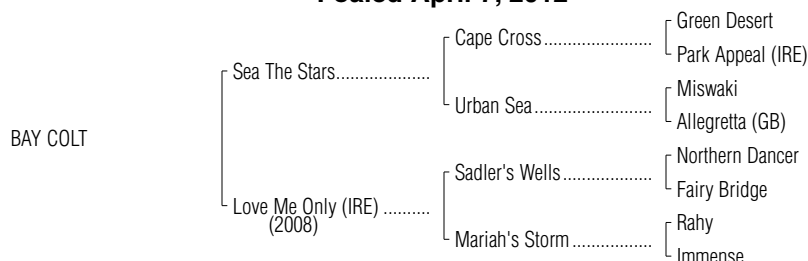 Foaled April 7, 2012
Green Desert
Cape Cross......................
Park Appeal (IRE)
Sea The Stars....................
Miswaki
Urban Sea........................
Allegretta (GB)
BAY COLT
Northern Dancer
Sadler's Wells..................
Fairy Bridge
Love Me Only (IRE) ..........
(2008)
Rahy
Mariah's Storm ................
Immense